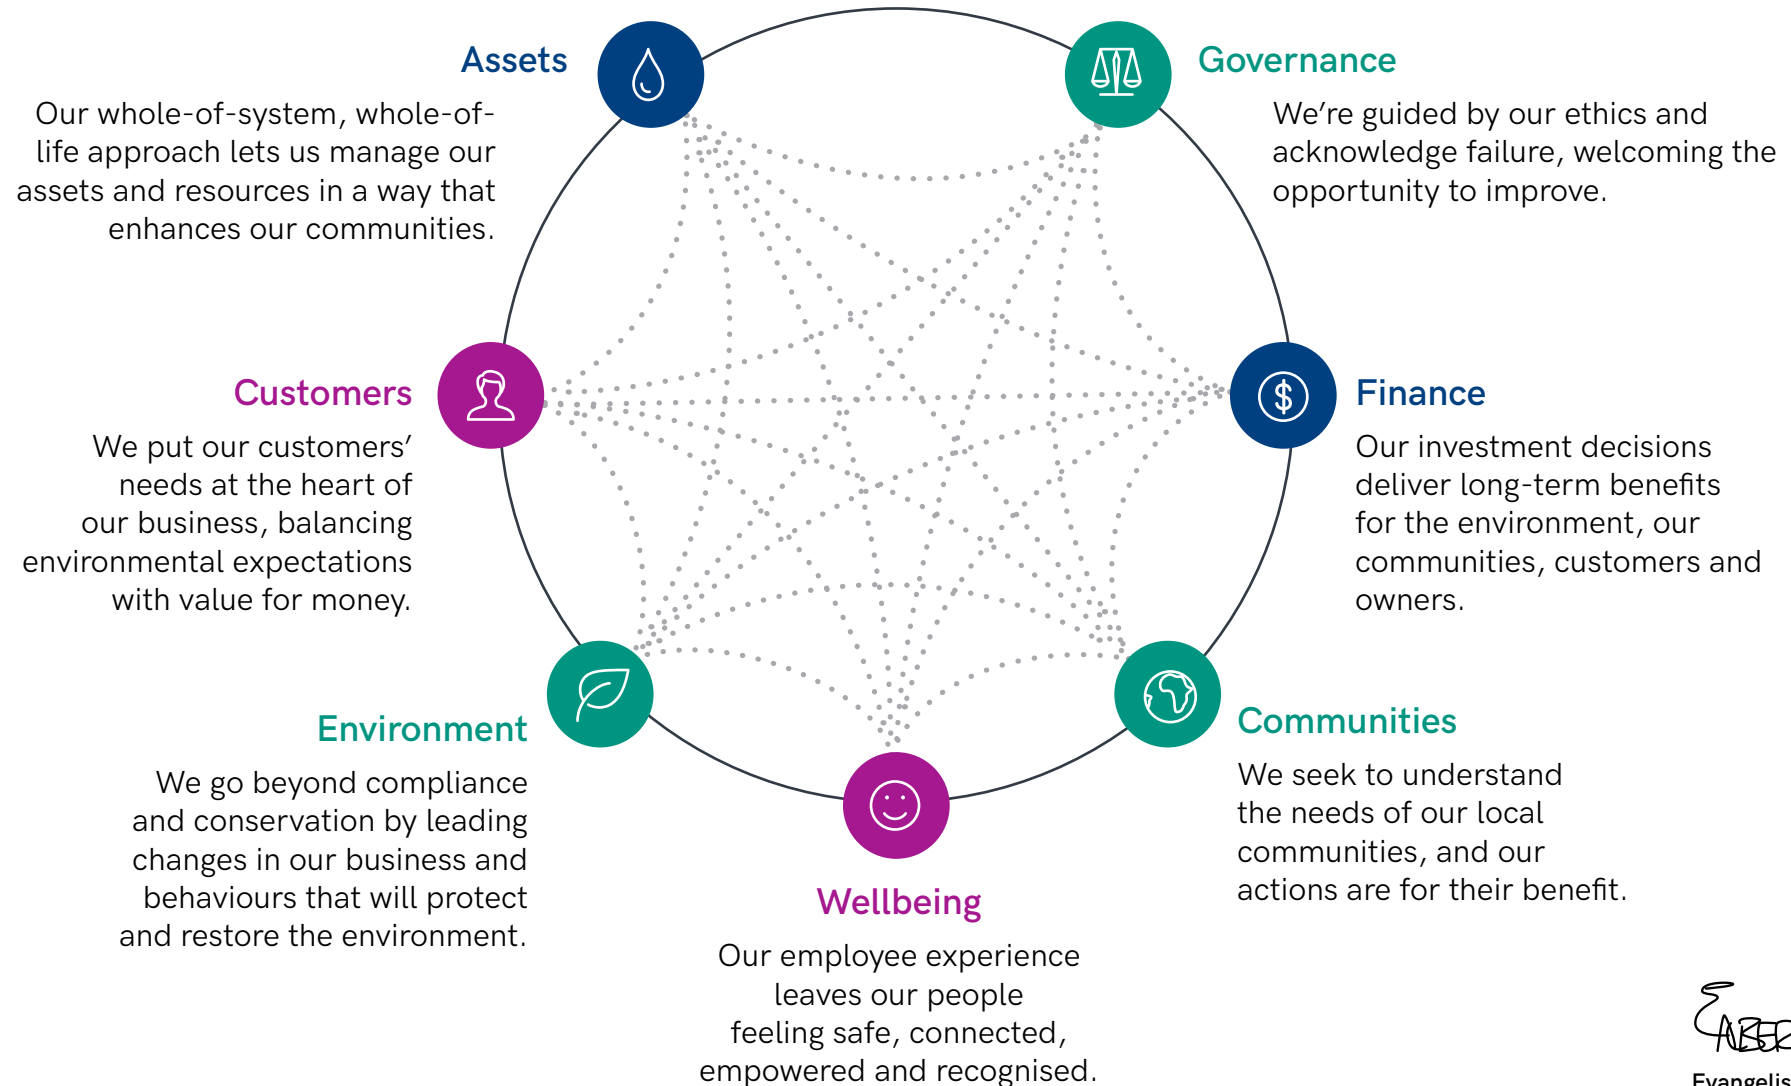 Assets
Our whole-of-system, whole-of-
life approach lets us manage our
assets and resources in a way that
enhances our communities.
Governance
We're guided by our ethics and
acknowledge failure, welcoming the
opportunity to improve.
Customers
We put our customers'
needs at the heart of
our business, balancing
environmental expectations
with value for money.
$
Finance
Our investment decisions
deliver long-term benefits
for the environment, our
communities, customers and
owners.
Environment
We go beyond compliance
and conservation by leading
changes in our business and
behaviours that will protect
and restore the environment.
Communities
We seek to understand
the needs of our local
communities, and our
actions are for their benefit.
Wellbeing
Our employee experience
leaves our people
feeling safe, connected,
empowered and recognised.